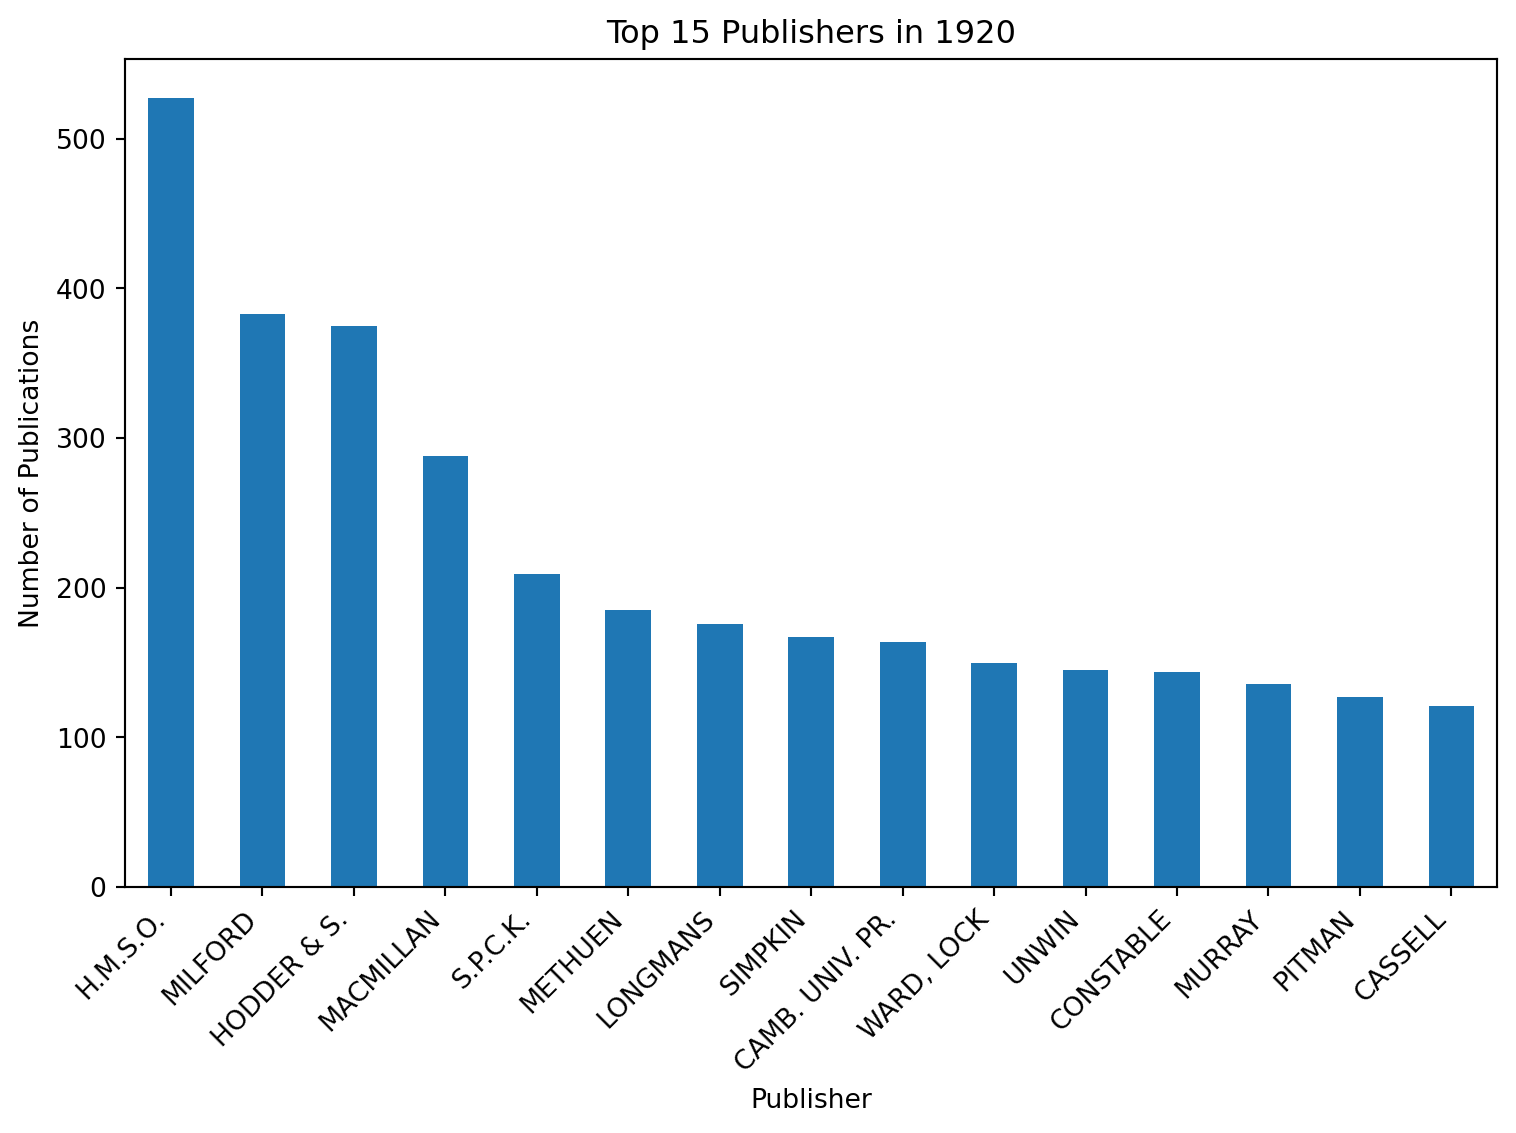 Top 15 Publishers in 1920
Number of Publications
500
400
300
200
100
0
H.M.S.O.
MILFORD
HODDER & S.
MACMILLAN
S.P.C.K.
METHUEN
LONGMANS
SIMPKIN
CAMB. UNIV. PR.
WARD, LOCK
UNWIN
CONSTABLE
MURRAY
PITMAN
CASSELL
Publisher